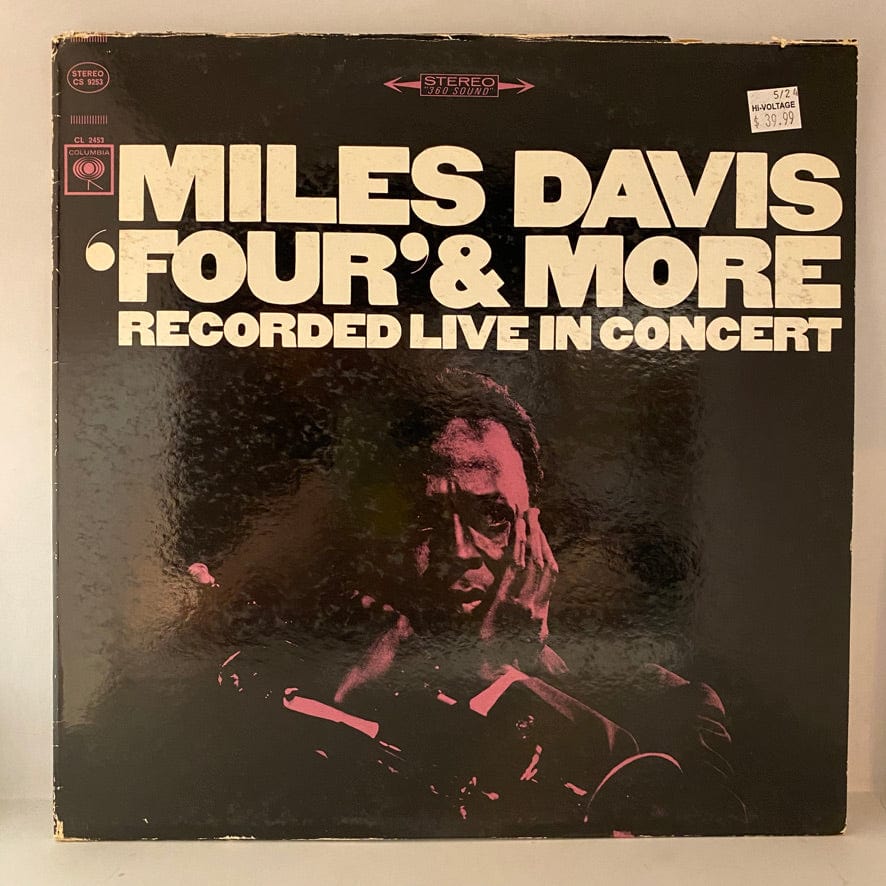 STEREO
CS 9253
STEREO
"360 SOUND"
5/24
HI-VOLTAGE
$ 39.99
CL 2453
COLUMBIA
MILES DAVIS
‘FOUR’ & MORE
RECORDED LIVE IN CONCERT